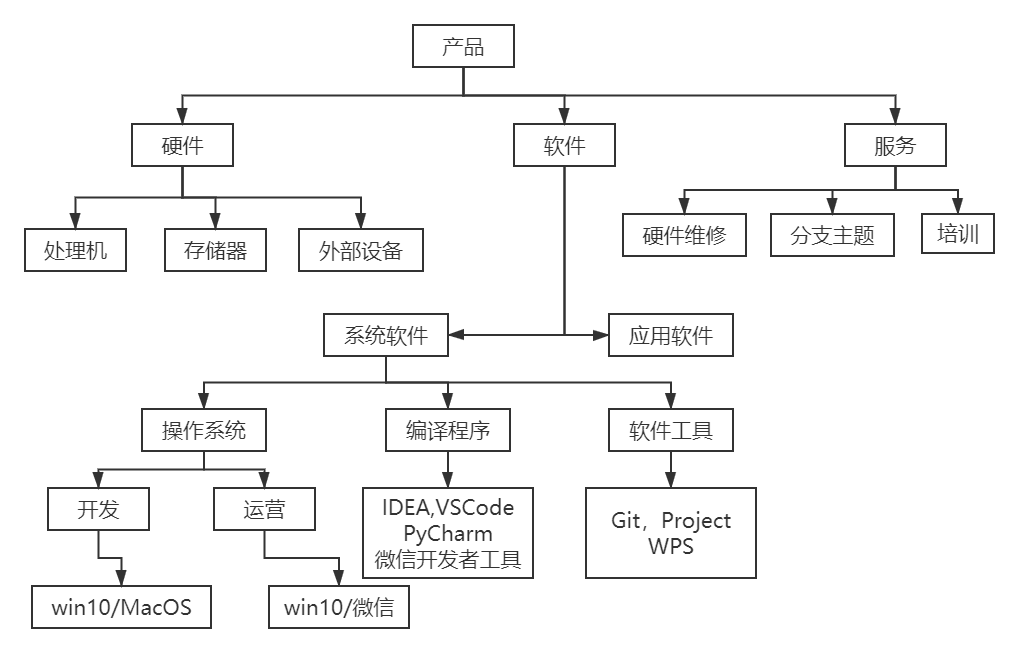 产品
硬件
软件
服务
处理机
存储器
外部设备
硬件维修
分支主题
培训
系统软件
应用软件
操作系统
编译程序
软件工具
开发
运营
IDEA,VSCode
PyCharm
微信开发者工具
Git，Project
WPS
win10/MacOS
win10/微信